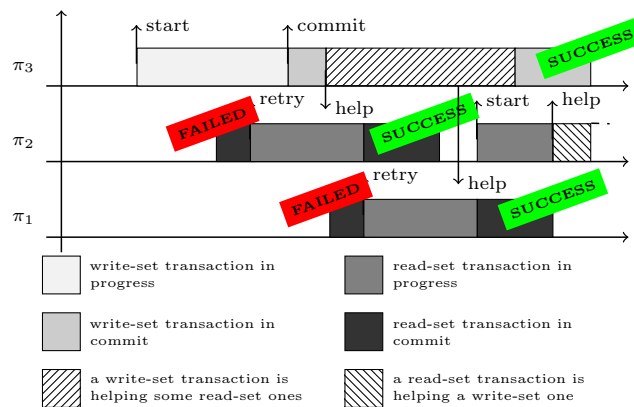 start
commit
π3
SUCCESS
retry
help
start
help
π2
FAILED
SUCCESS
retry
help
π1
FAILED
SUCCESS
write-set transaction in
progress
read-set transaction in
progress
write-set transaction in
commit
read-set transaction in
commit
a write-set transaction is
helping some read-set ones
a read-set transaction is
helping a write-set one